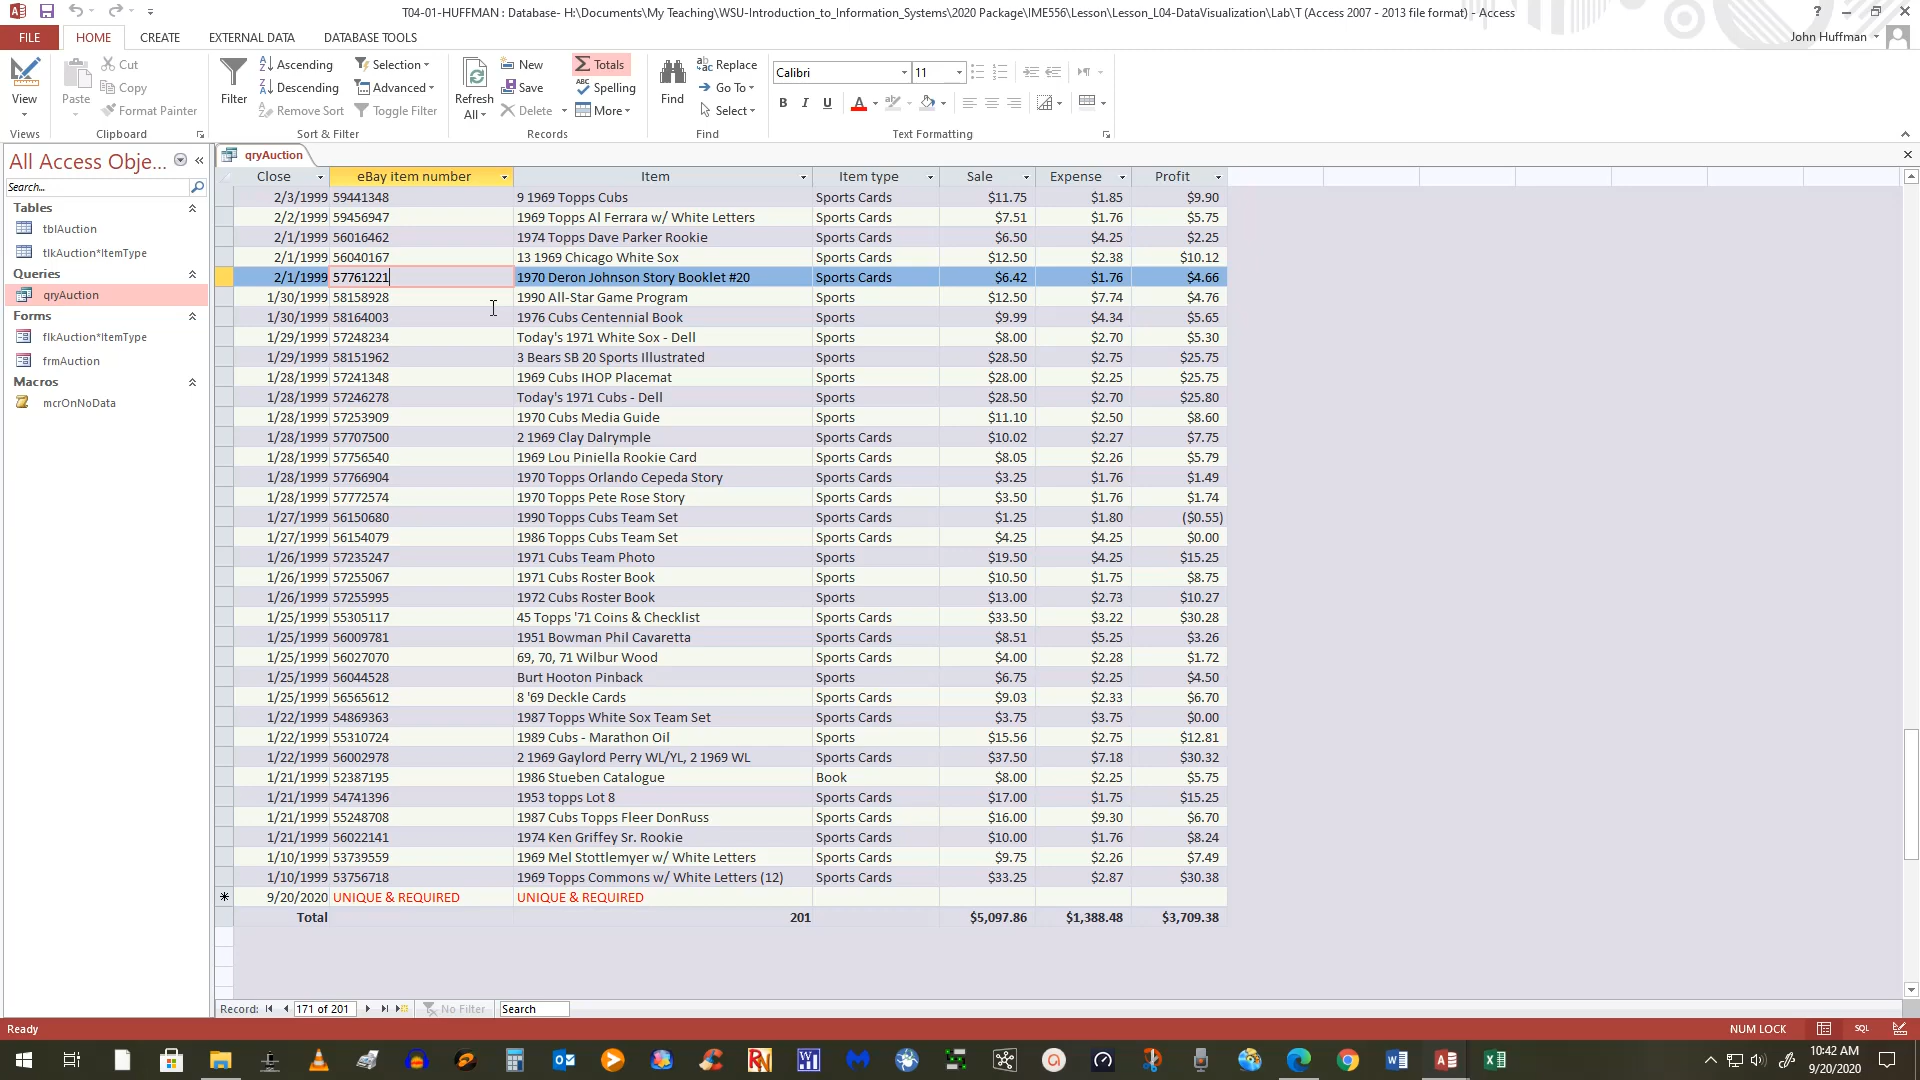 T04-01-HUFFMAN : Database- H:\Documents\My Teaching\WSU-Introduction_to_Information_Systems\2020 Package\IME556\Lesson\Lesson_L04-DataVisualization\Lab\T (Access 2007 - 2013 file format) - Access
FILE HOME CREATE EXTERNAL DATA DATABASE TOOLS John Huffman
View Paste Cut Copy Format Painter Filter Ascending Descending Remove Sort Selection Advanced Toggle Filter Refresh All New Save Delete Totals Spelling More Find Replace Go To Select Calibri 11
Views Clipboard Sort & Filter Records Find Text Formatting
All Access Obje...
Search...
Tables
tblAuction
tlkAuction*ItemType
Queries
qryAuction
Forms
flkAuction*ItemType
frmAuction
Macros
mcrOnNoData
qryAuction
Close eBay item number Item Item type Sale Expense Profit
2/3/1999 59441348 9 1969 Topps Cubs Sports Cards $11.75 $1.85 $9.90
2/2/1999 59456947 1969 Topps Al Ferrara w/ White Letters Sports Cards $7.51 $1.76 $5.75
2/1/1999 56016462 1974 Topps Dave Parker Rookie Sports Cards $6.50 $4.25 $2.25
2/1/1999 56040167 13 1969 Chicago White Sox Sports Cards $12.50 $2.38 $10.12
2/1/1999 57761221 1970 Deron Johnson Story Booklet #20 Sports Cards $6.42 $1.76 $4.66
1/30/1999 58158928 1990 All-Star Game Program Sports $12.50 $7.74 $4.76
1/30/1999 58164003 1976 Cubs Centennial Book Sports $9.99 $4.34 $5.65
1/29/1999 57248234 Today's 1971 White Sox - Dell Sports $8.00 $2.70 $5.30
1/29/1999 58151962 3 Bears SB 20 Sports Illustrated Sports $28.50 $2.75 $25.75
1/28/1999 57241348 1969 Cubs IHOP Placemat Sports $28.00 $2.25 $25.75
1/28/1999 57246278 Today's 1971 Cubs - Dell Sports $28.50 $2.70 $25.80
1/28/1999 57253909 1970 Cubs Media Guide Sports $11.10 $2.50 $8.60
1/28/1999 57707500 2 1969 Clay Dalrymple Sports Cards $10.02 $2.27 $7.75
1/28/1999 57756540 1969 Lou Piniella Rookie Card Sports Cards $8.05 $2.26 $5.79
1/28/1999 57766904 1970 Topps Orlando Cepeda Story Sports Cards $3.25 $1.76 $1.49
1/28/1999 57772574 1970 Topps Pete Rose Story Sports Cards $3.50 $1.76 $1.74
1/27/1999 56150680 1990 Topps Cubs Team Set Sports Cards $1.25 $1.80 ($0.55)
1/27/1999 56154079 1986 Topps Cubs Team Set Sports Cards $4.25 $4.25 $0.00
1/26/1999 57235247 1971 Cubs Team Photo Sports $19.50 $4.25 $15.25
1/26/1999 57255067 1971 Cubs Roster Book Sports $10.50 $1.75 $8.75
1/26/1999 57255995 1972 Cubs Roster Book Sports $13.00 $2.73 $10.27
1/25/1999 55305117 45 Topps '71 Coins & Checklist Sports Cards $33.50 $3.22 $30.28
1/25/1999 56009781 1951 Bowman Phil Cavaretta Sports Cards $8.51 $5.25 $3.26
1/25/1999 56027070 69, 70, 71 Wilbur Wood Sports Cards $4.00 $2.28 $1.72
1/25/1999 56044528 Burt Hooton Pinback Sports $6.75 $2.25 $4.50
1/25/1999 56565612 8 '69 Deckle Cards Sports Cards $9.03 $2.33 $6.70
1/22/1999 54869363 1987 Topps White Sox Team Set Sports Cards $3.75 $3.75 $0.00
1/22/1999 55310724 1989 Cubs - Marathon Oil Sports $15.56 $2.75 $12.81
1/22/1999 56002978 2 1969 Gaylord Perry WL/YL, 2 1969 WL Sports Cards $37.50 $7.18 $30.32
1/21/1999 52387195 1986 Stueben Catalogue Book $8.00 $2.25 $5.75
1/21/1999 54741396 1953 topps Lot 8 Sports Cards $17.00 $1.75 $15.25
1/21/1999 55248708 1987 Cubs Topps Fleer DonRuss Sports Cards $16.00 $9.30 $6.70
1/21/1999 56022141 1974 Ken Griffey Sr. Rookie Sports Cards $10.00 $1.76 $8.24
1/10/1999 53739559 1969 Mel Stottlemyer w/ White Letters Sports Cards $9.75 $2.26 $7.49
1/10/1999 53756718 1969 Topps Commons w/ White Letters (12) Sports Cards $33.25 $2.87 $30.38
9/20/2020 UNIQUE & REQUIRED UNIQUE & REQUIRED
Total 201 $5,097.86 $1,388.48 $3,709.38
Record: 171 of 201 No Filter Search
Ready NUM LOCK SQL
10:42 AM
9/20/2020